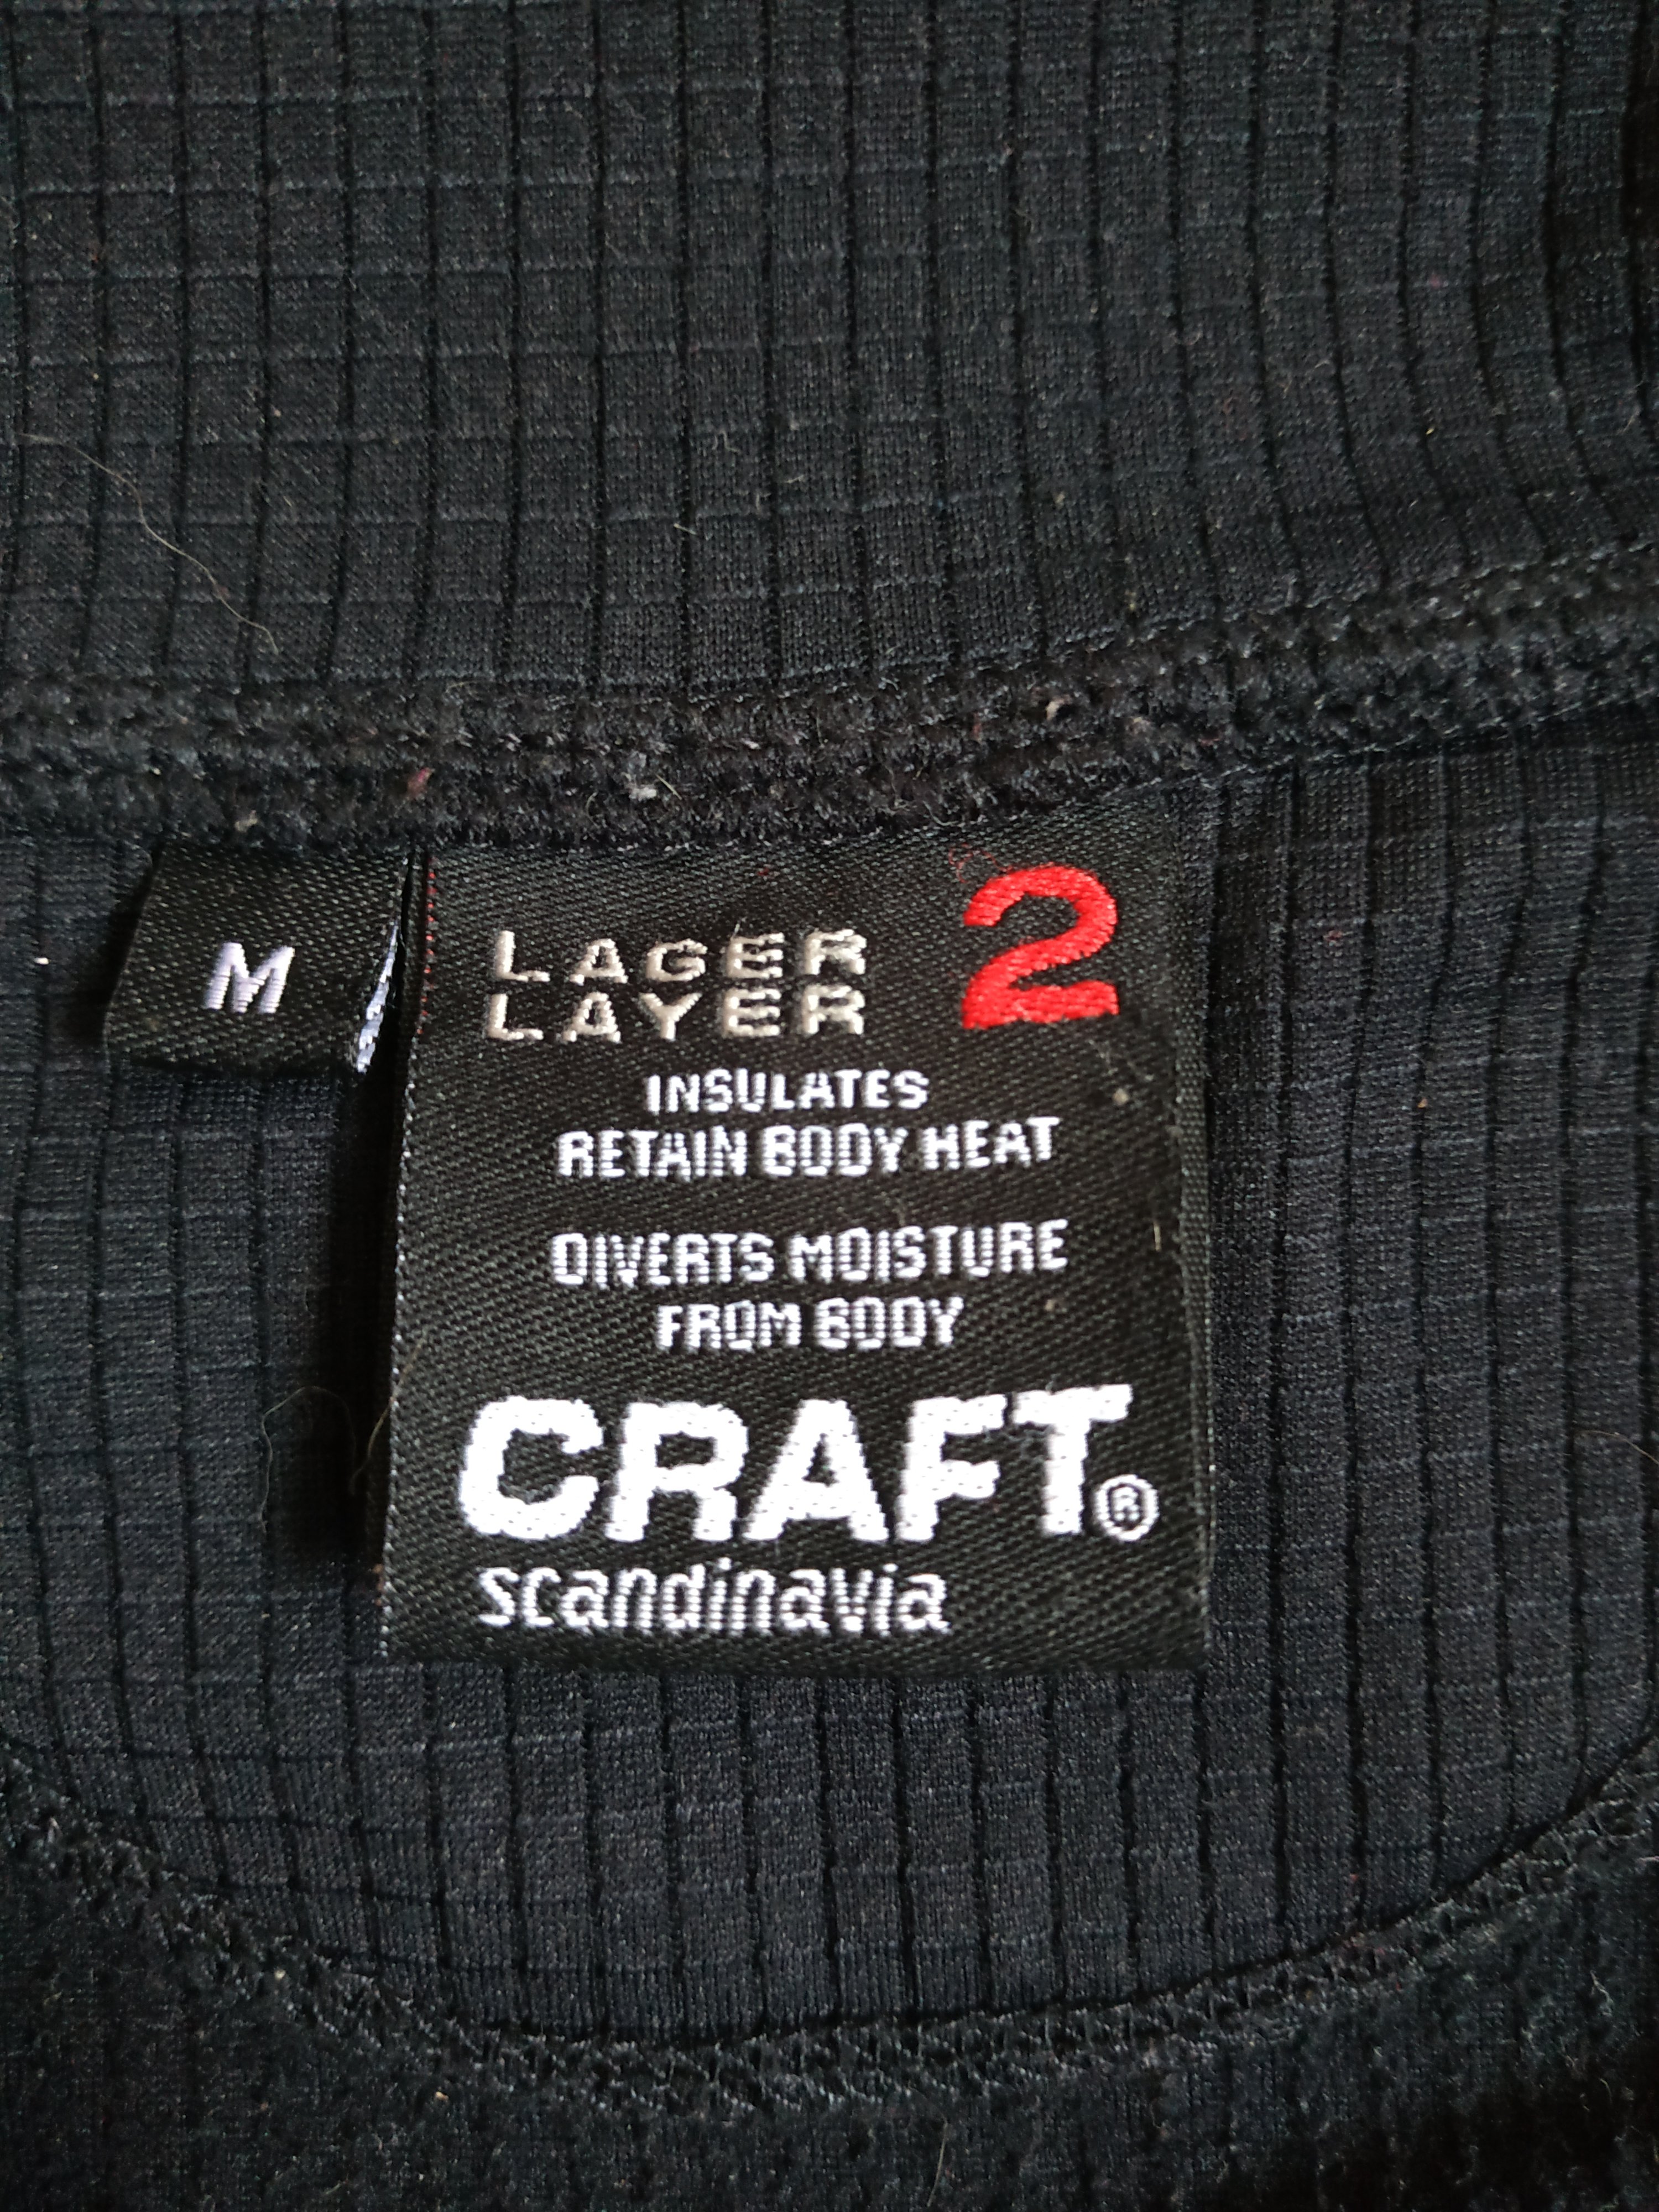 M
LAGER 2
LAYER
INSULATES
RETAIN BODY HEAT
DIVERTS MOISTURE
FROM BODY
CRAFT®
scandinavia